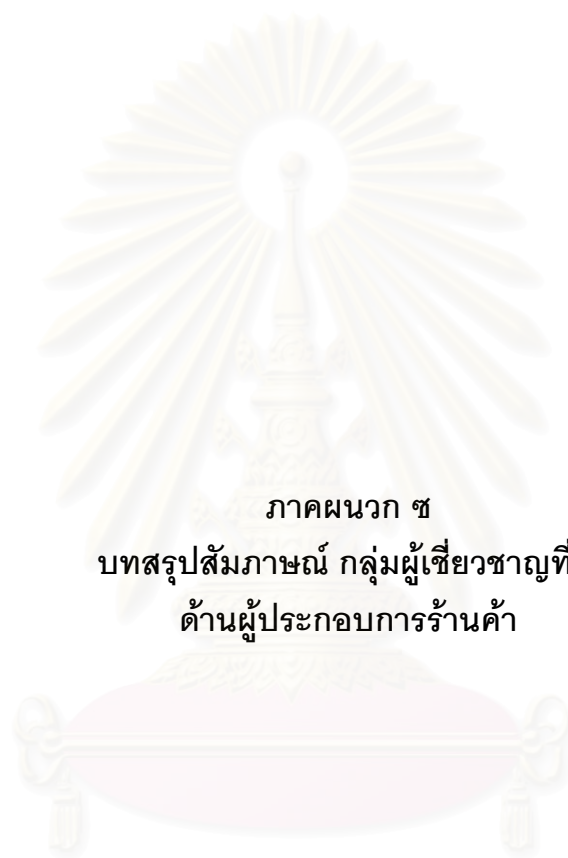 ภาคผนวก ซ
บทสรุปสัมภาษณ์ กลุ่มผู้เชี่ยวชาญที่
ด้านผู้ประกอบการร้านค้า